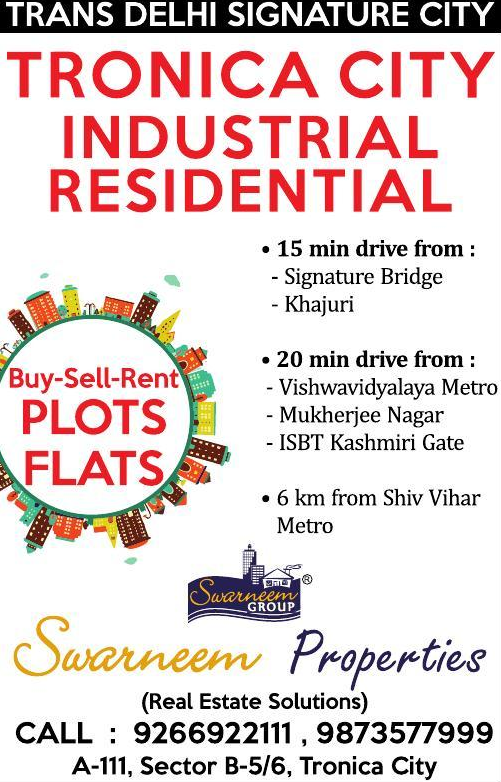 TRANS DELHI SIGNATURE CITY
TRONICA CITY
INDUSTRIAL
RESIDENTIAL
• 15 min drive from :
- Signature Bridge
- Khajuri
• 20 min drive from :
- Vishwavidyalaya Metro
- Mukherjee Nagar
- ISBT Kashmiri Gate
• 6 km from Shiv Vihar
Metro
Buy-Sell-Rent
PLOTS
FLATS
Swarneem ®
GROUP
Swarneem Properties
(Real Estate Solutions)
CALL : 9266922111 , 9873577999
A-111, Sector B-5/6, Tronica City